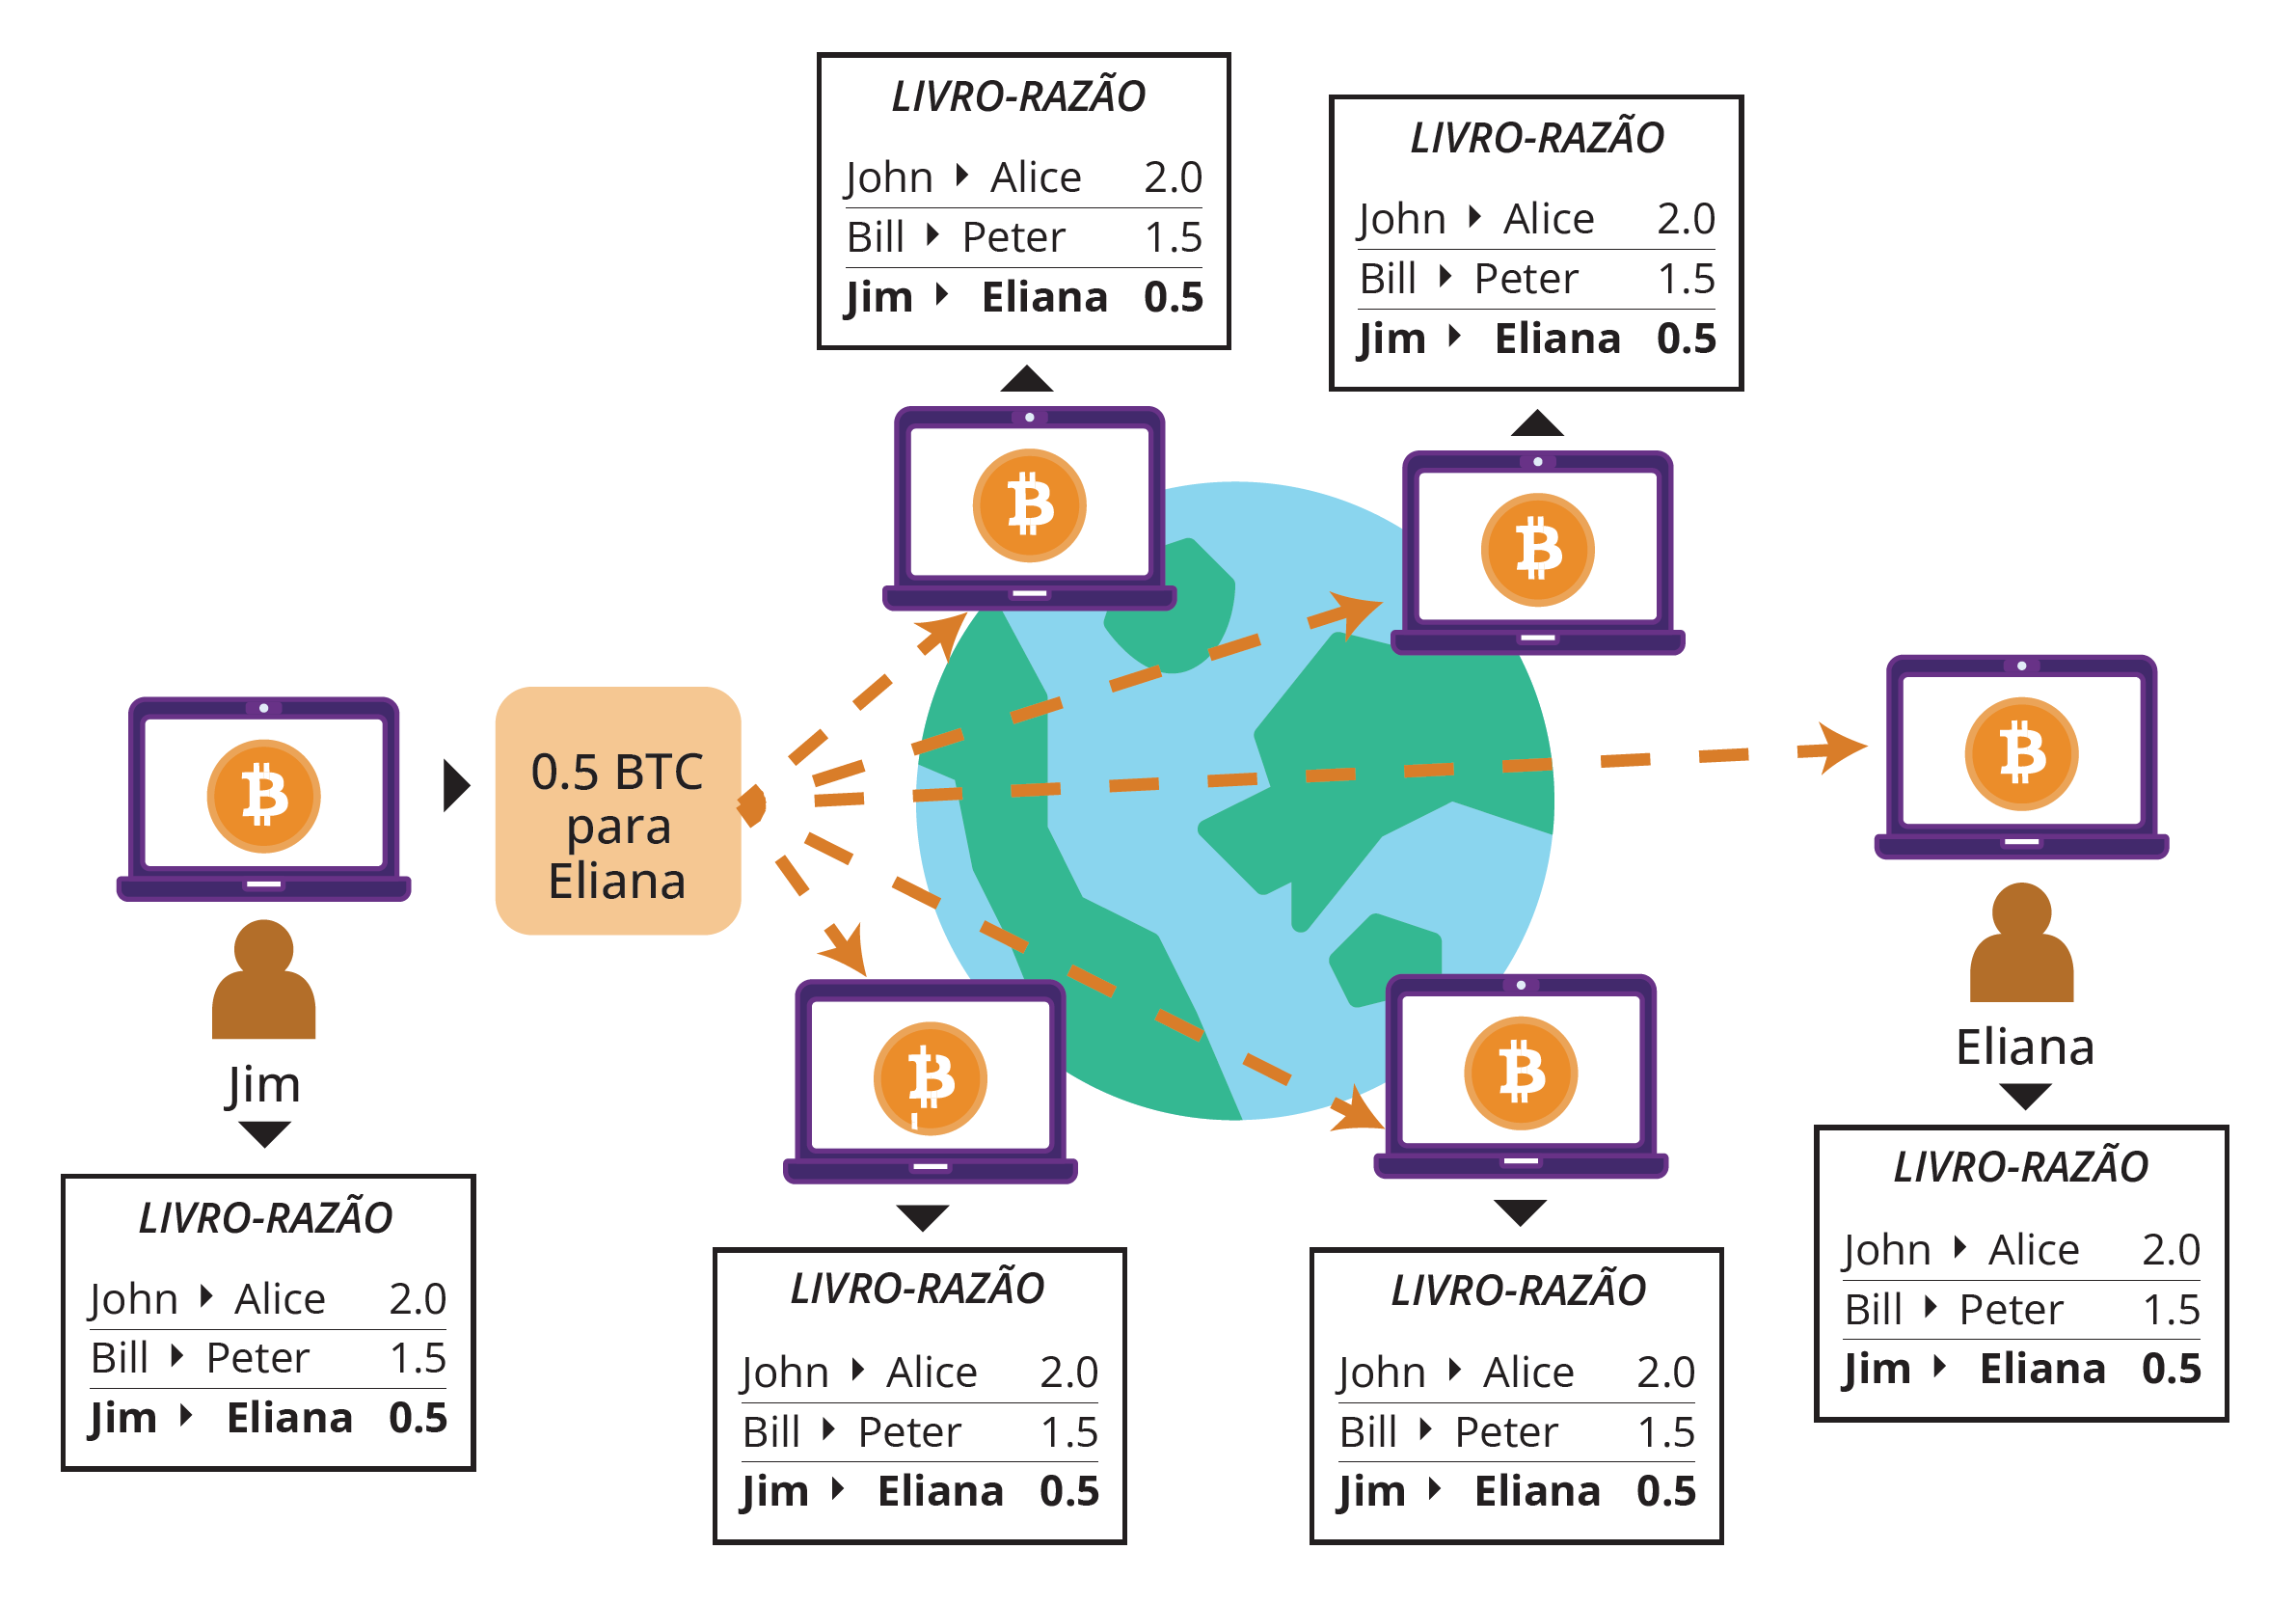 LIVRO-RAZÃO
John ▸ Alice 2.0
Bill ▸ Peter 1.5
Jim ▸ Eliana 0.5
LIVRO-RAZÃO
John ▸ Alice 2.0
Bill ▸ Peter 1.5
Jim ▸ Eliana 0.5
0.5 BTC
para
Eliana
Jim
Eliana
LIVRO-RAZÃO
John ▸ Alice 2.0
Bill ▸ Peter 1.5
Jim ▸ Eliana 0.5
LIVRO-RAZÃO
John ▸ Alice 2.0
Bill ▸ Peter 1.5
Jim ▸ Eliana 0.5
LIVRO-RAZÃO
John ▸ Alice 2.0
Bill ▸ Peter 1.5
Jim ▸ Eliana 0.5
LIVRO-RAZÃO
John ▸ Alice 2.0
Bill ▸ Peter 1.5
Jim ▸ Eliana 0.5